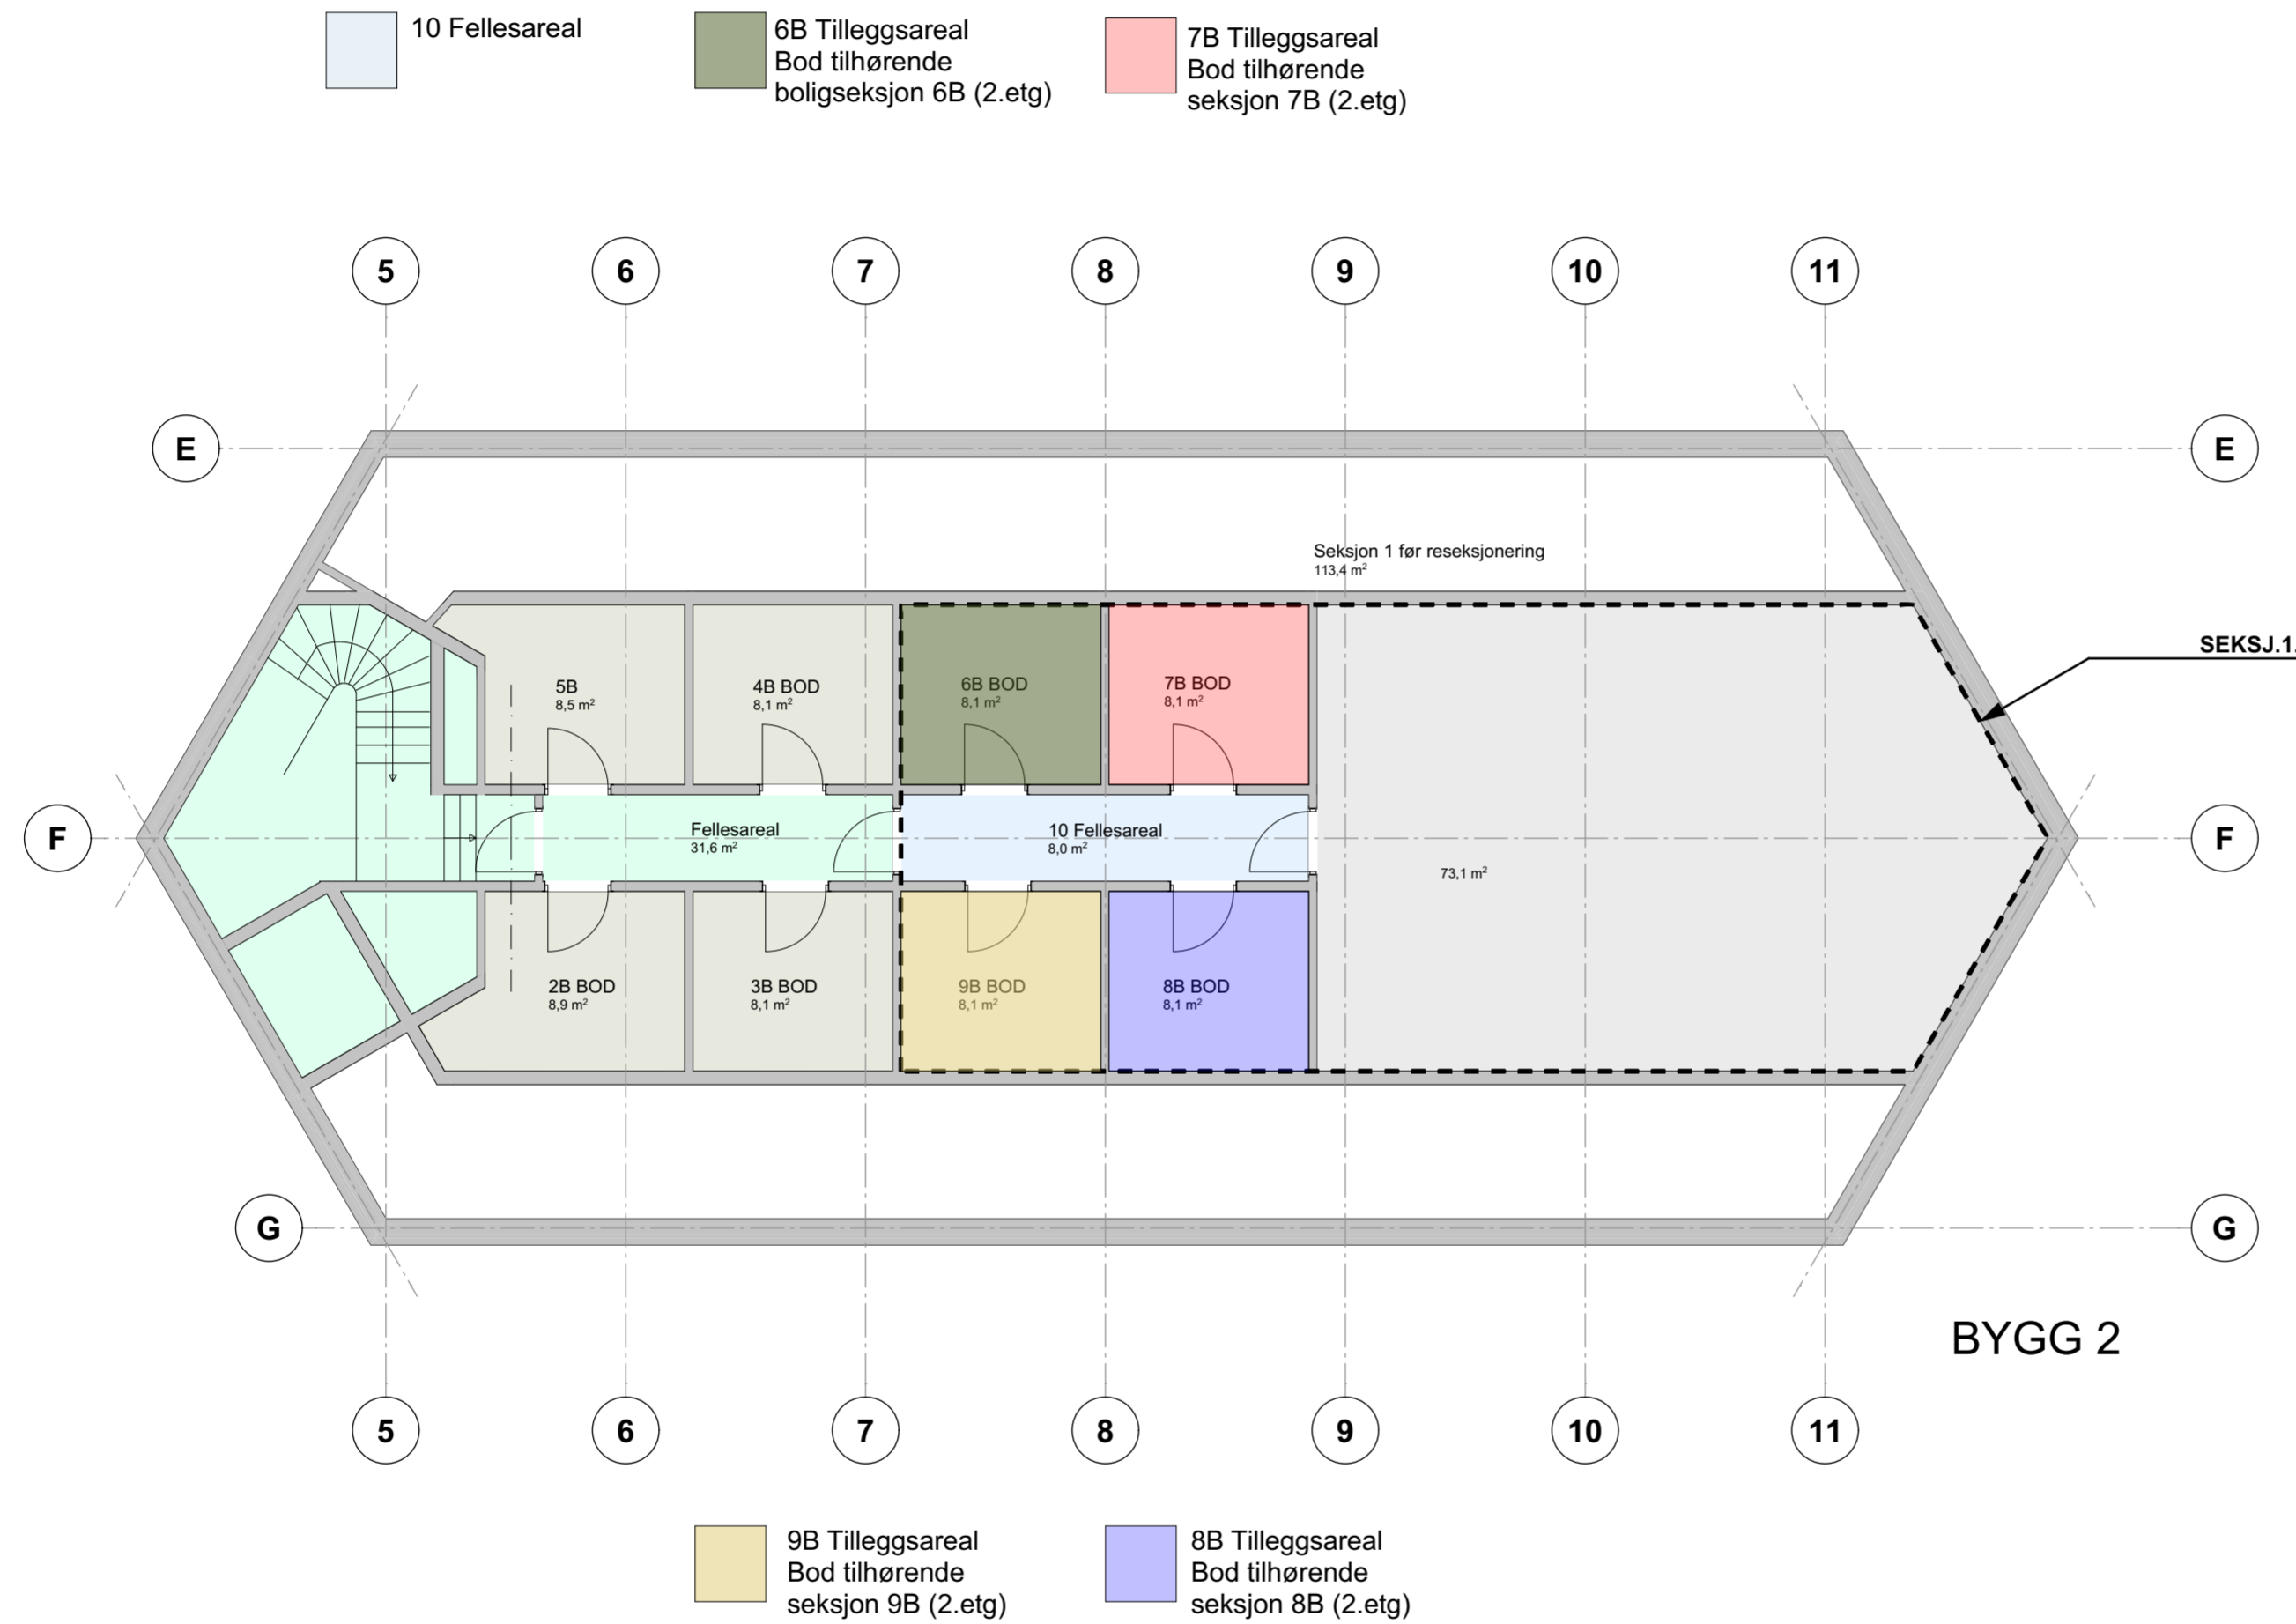 10 Fellesareal
6B Tilleggsareal
Bod tilhørende
boligseksjon 6B (2.etg)
7B Tilleggsareal
Bod tilhørende
seksjon 7B (2.etg)
5 6 7 8 9 10 11
E E
Seksjon 1 før reseksjonering
113,4 m²
SEKSJ.1.
5B
8,5 m²
4B BOD
8,1 m²
6B BOD
8,1 m²
7B BOD
8,1 m²
F F
Fellesareal
31,6 m²
10 Fellesareal
8,0 m²
73,1 m²
2B BOD
8,9 m²
3B BOD
8,1 m²
9B BOD
8,1 m²
8B BOD
8,1 m²
G G
BYGG 2
5 6 7 8 9 10 11
9B Tilleggsareal
Bod tilhørende
seksjon 9B (2.etg)
8B Tilleggsareal
Bod tilhørende
seksjon 8B (2.etg)